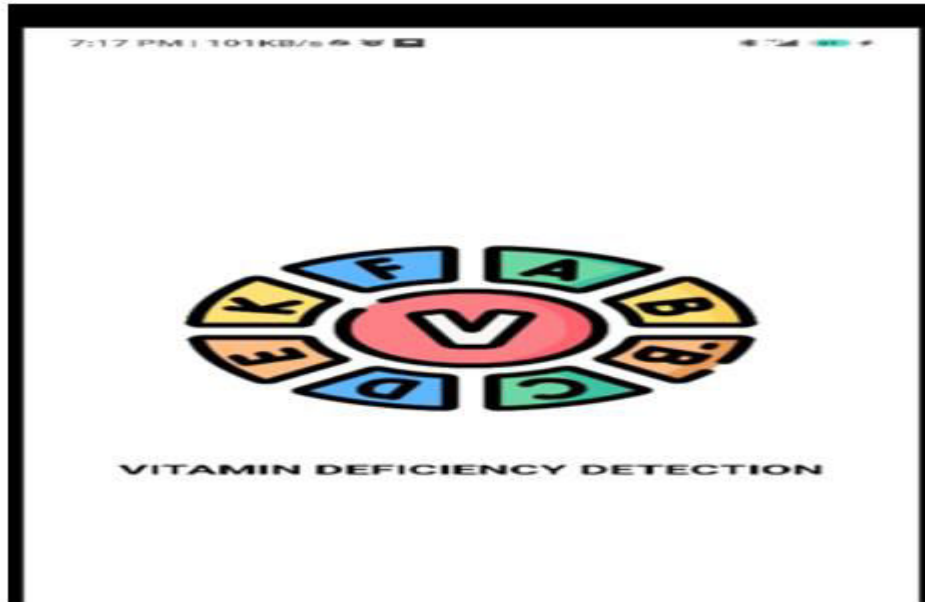 7:17 PM | 101KB/s
F A
K B
V
E B.
D C
VITAMIN DEFICIENCY DETECTION